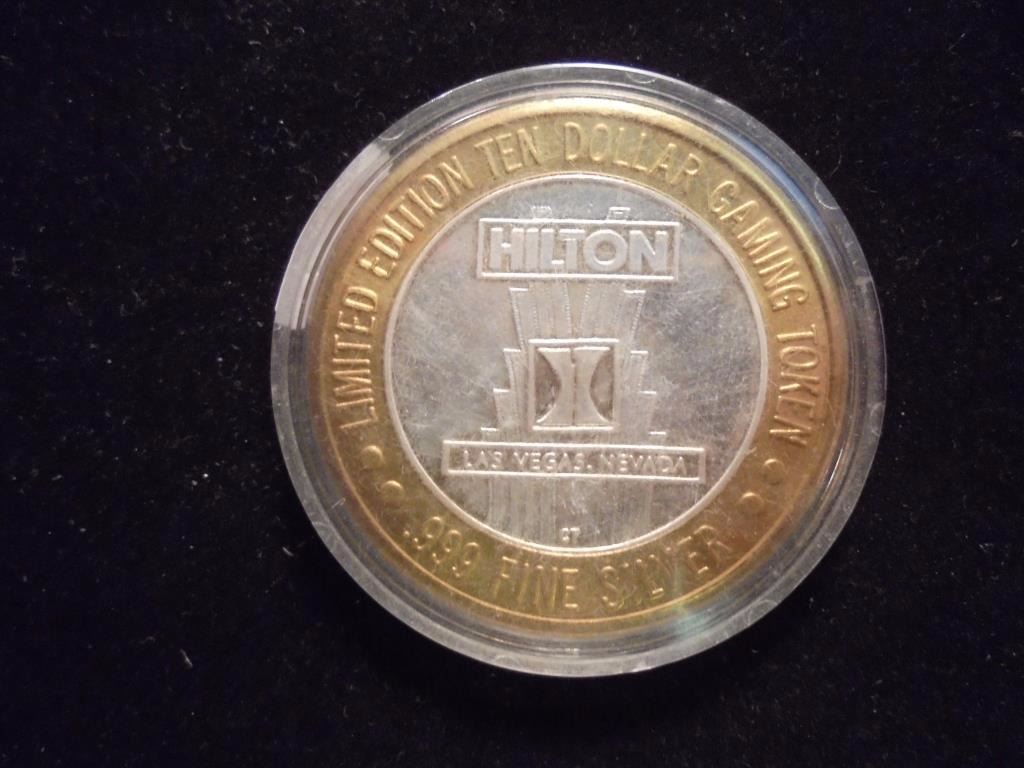 LIMITED EDITION TEN DOLLAR GAMING TOKEN
HILTON
LAS VEGAS, NEVADA
CT
.999 FINE SILVER